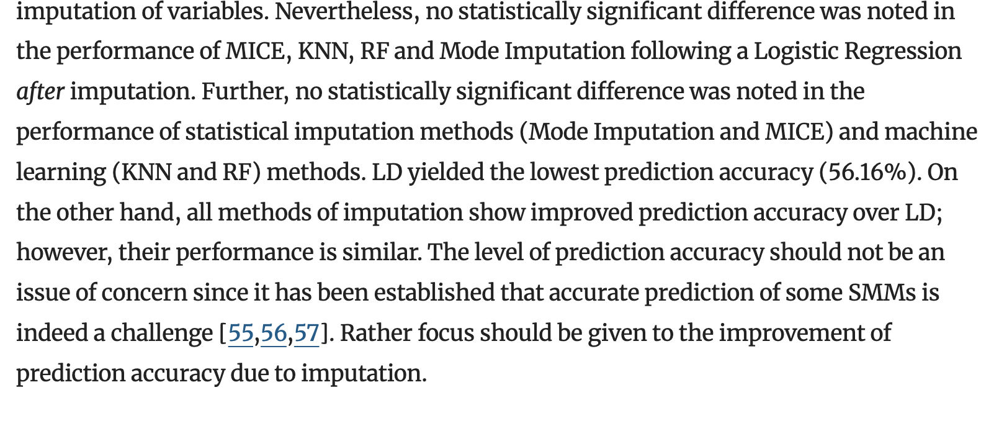 imputation of variables. Nevertheless, no statistically significant difference was noted in
the performance of MICE, KNN, RF and Mode Imputation following a Logistic Regression
after imputation. Further, no statistically significant difference was noted in the
performance of statistical imputation methods (Mode Imputation and MICE) and machine
learning (KNN and RF) methods. LD yielded the lowest prediction accuracy (56.16%). On
the other hand, all methods of imputation show improved prediction accuracy over LD;
however, their performance is similar. The level of prediction accuracy should not be an
issue of concern since it has been established that accurate prediction of some SMMs is
indeed a challenge [55,56,57]. Rather focus should be given to the improvement of
prediction accuracy due to imputation.